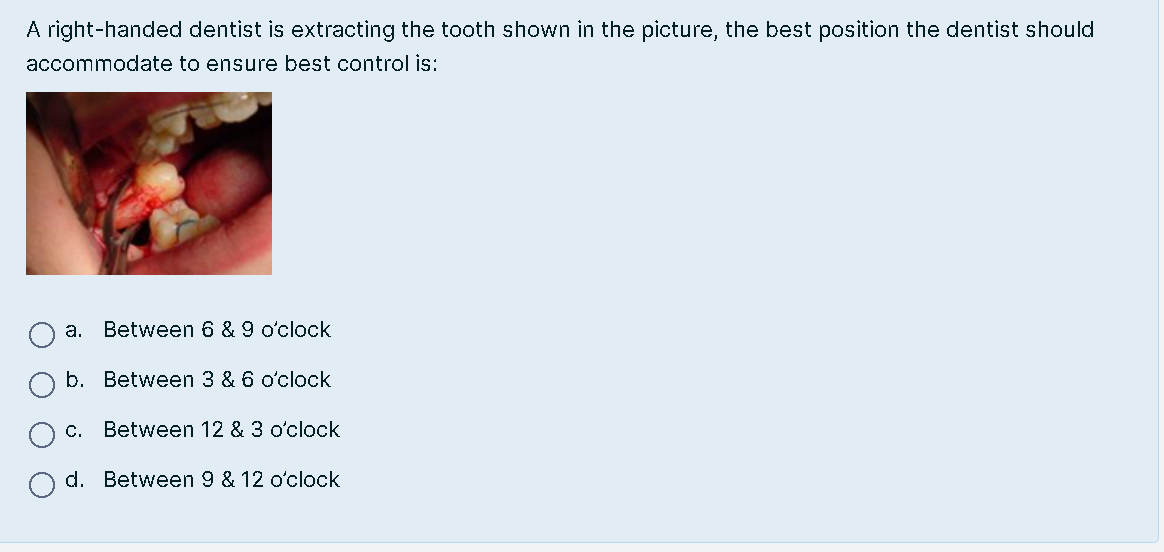 A right-handed dentist is extracting the tooth shown in the picture, the best position the dentist should
accommodate to ensure best control is:
a. Between 6 & 9 o’clock
b. Between 3 & 6 o’clock
c. Between 12 & 3 o’clock
d. Between 9 & 12 o’clock